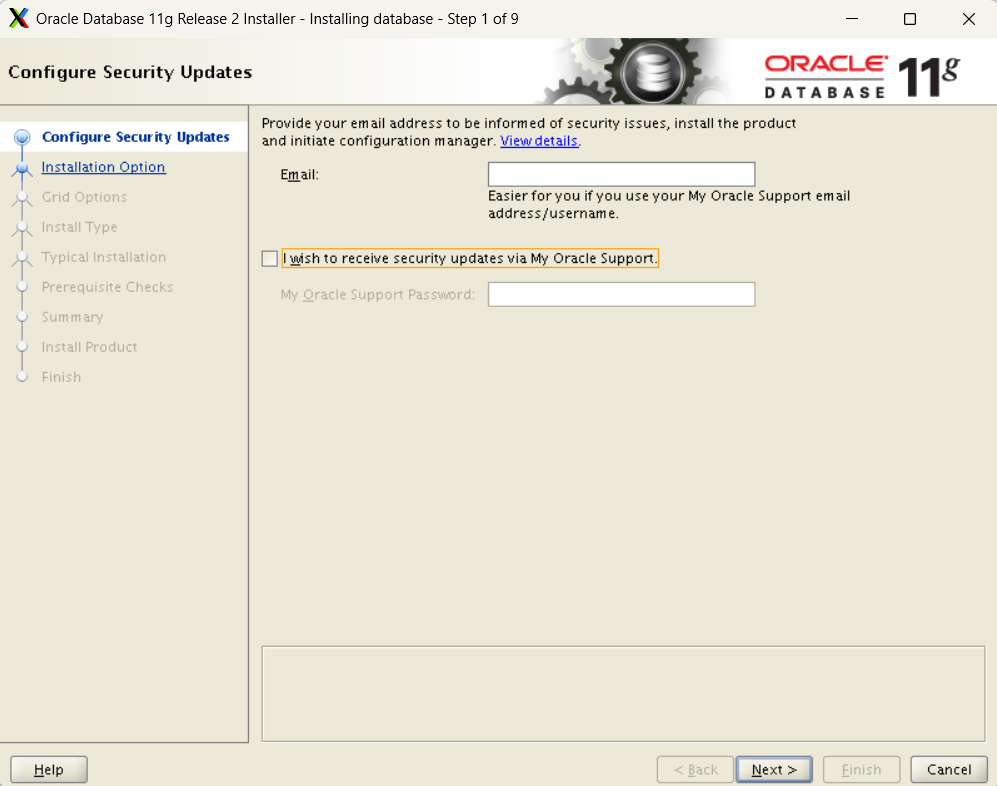 Oracle Database 11g Release 2 Installer - Installing database - Step 1 of 9
Configure Security Updates
ORACLE
DATABASE
11g
Configure Security Updates
Installation Option
Grid Options
Install Type
Typical Installation
Prerequisite Checks
Summary
Install Product
Finish
Provide your email address to be informed of security issues, install the product
and initiate configuration manager. View details.
Email:
Easier for you if you use your My Oracle Support email
address/username.
I wish to receive security updates via My Oracle Support.
My Oracle Support Password:
Help
< Back
Next >
Finish
Cancel